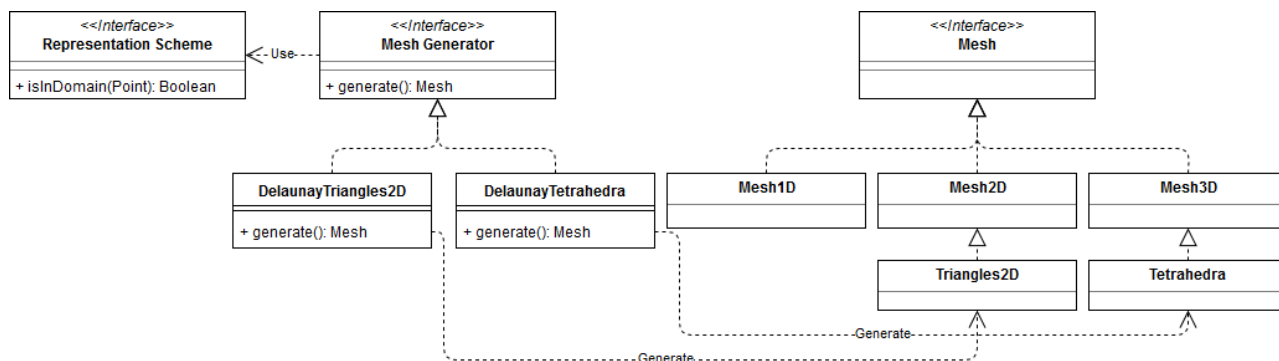 <<Interface>>
Representation Scheme
+ isInDomain(Point): Boolean
Use
<<Interface>>
Mesh Generator
+ generate(): Mesh
<<Interface>>
Mesh
DelaunayTriangles2D
+ generate(): Mesh
DelaunayTetrahedra
+ generate(): Mesh
Mesh1D
Mesh2D
Mesh3D
Triangles2D
Tetrahedra
Generate
Generate